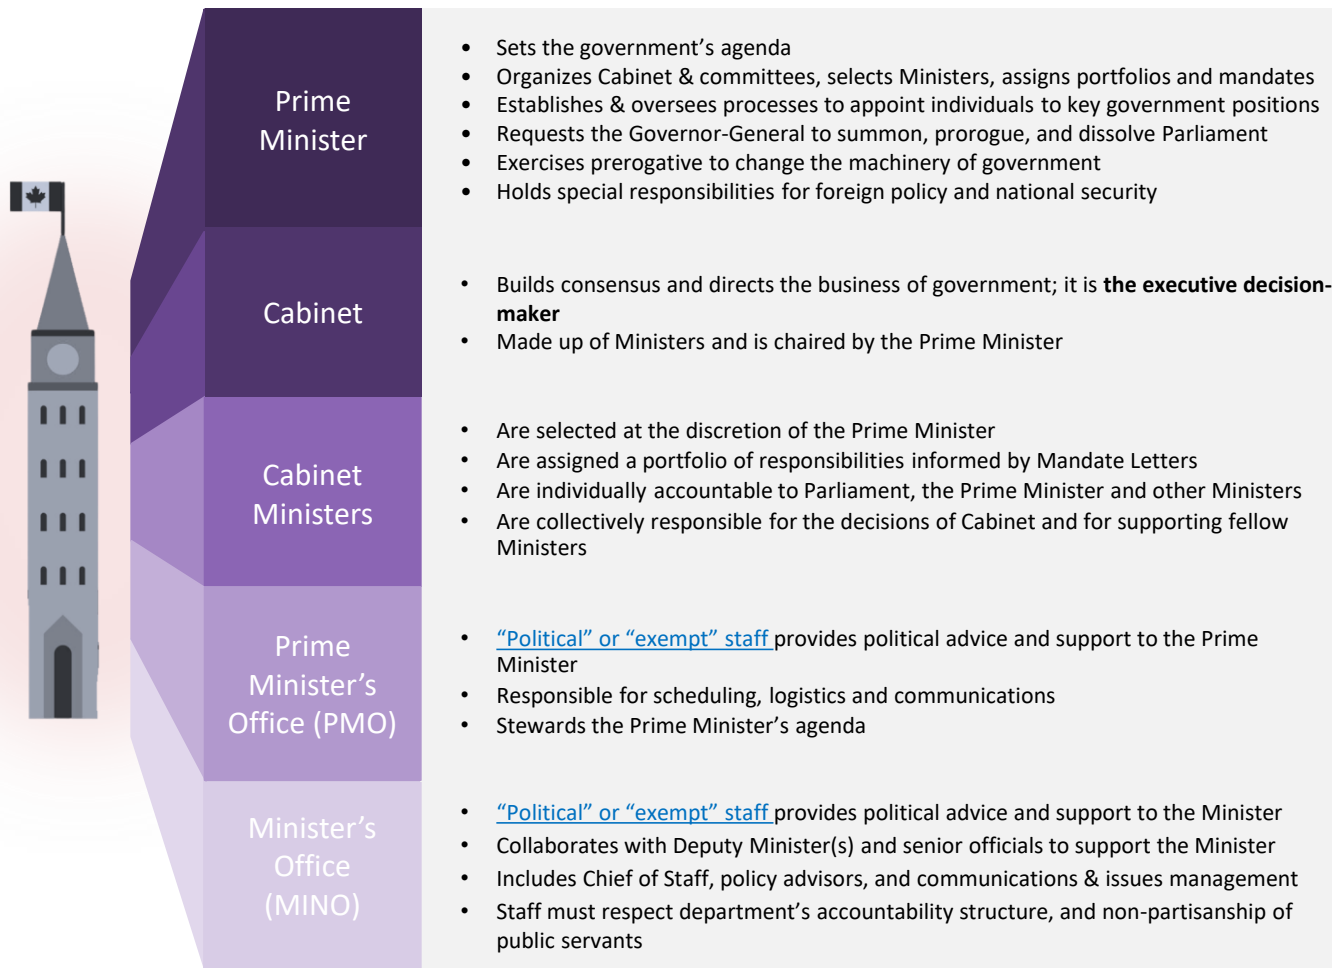 Prime
Minister
• Sets the government’s agenda
• Organizes Cabinet & committees, selects Ministers, assigns portfolios and mandates
• Establishes & oversees processes to appoint individuals to key government positions
• Requests the Governor-General to summon, prorogue, and dissolve Parliament
• Exercises prerogative to change the machinery of government
• Holds special responsibilities for foreign policy and national security
Cabinet
• Builds consensus and directs the business of government; it is the executive decision-
maker
• Made up of Ministers and is chaired by the Prime Minister
Cabinet
Ministers
• Are selected at the discretion of the Prime Minister
• Are assigned a portfolio of responsibilities informed by Mandate Letters
• Are individually accountable to Parliament, the Prime Minister and other Ministers
• Are collectively responsible for the decisions of Cabinet and for supporting fellow
Ministers
Prime
Minister’s
Office (PMO)
• “Political” or “exempt” staff provides political advice and support to the Prime
Minister
• Responsible for scheduling, logistics and communications
• Stewards the Prime Minister’s agenda
Minister’s
Office
(MINO)
• “Political” or “exempt” staff provides political advice and support to the Minister
• Collaborates with Deputy Minister(s) and senior officials to support the Minister
• Includes Chief of Staff, policy advisors, and communications & issues management
• Staff must respect department’s accountability structure, and non-partisanship of
public servants